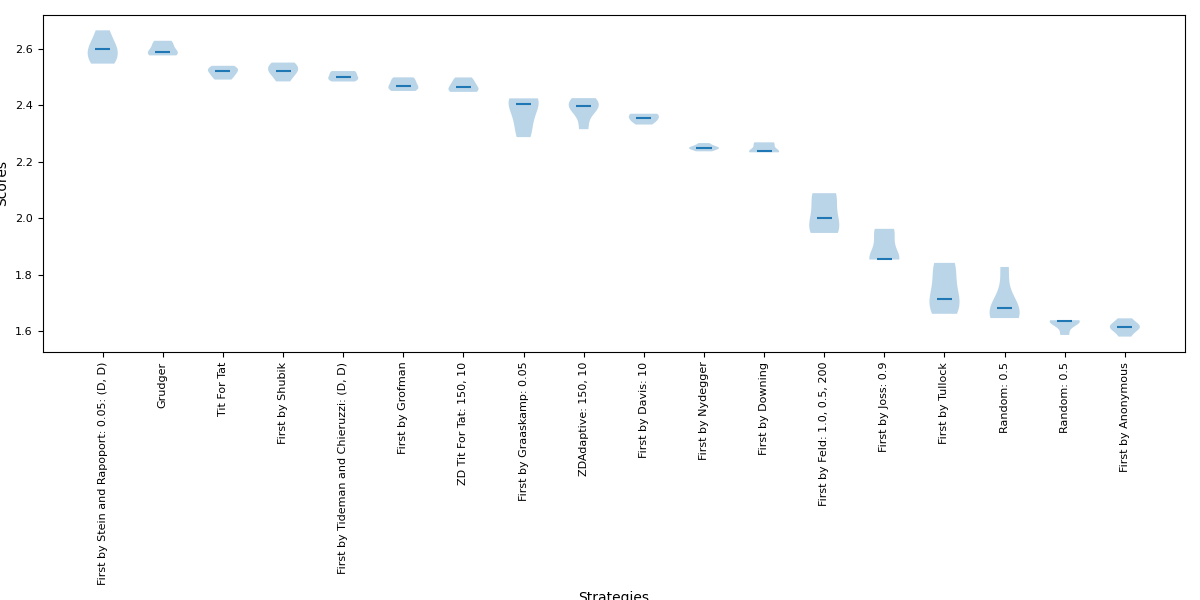 Scores
2.6
2.4
2.2
2.0
1.8
1.6
First by Stein and Rapoport: 0.05: (D, D)
Grudger
Tit For Tat
First by Shubik
First by Tideman and Chieruzzi: (D, D)
First by Grofman
ZD Tit For Tat: 150, 10
First by Graaskamp: 0.05
ZDAdaptive: 150, 10
First by Davis: 10
First by Nydegger
First by Downing
First by Feld: 1.0, 0.5, 200
First by Joss: 0.9
First by Tullock
Random: 0.5
Random: 0.5
First by Anonymous
Strategies